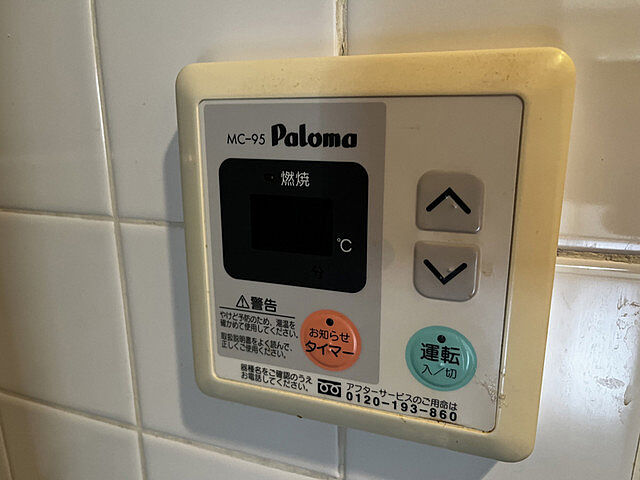 MC-95 Paloma
燃焼
℃
分
⚠警告
やけど予防のため、湯温を
確かめて使用してください。
取扱説明書をよく読んで、
正しくご使用ください。
お知らせ
タイマー
運転
入／切
器種名をご確認のうえ
お電話してください。
アフターサービスのご用命は
0120-193-860